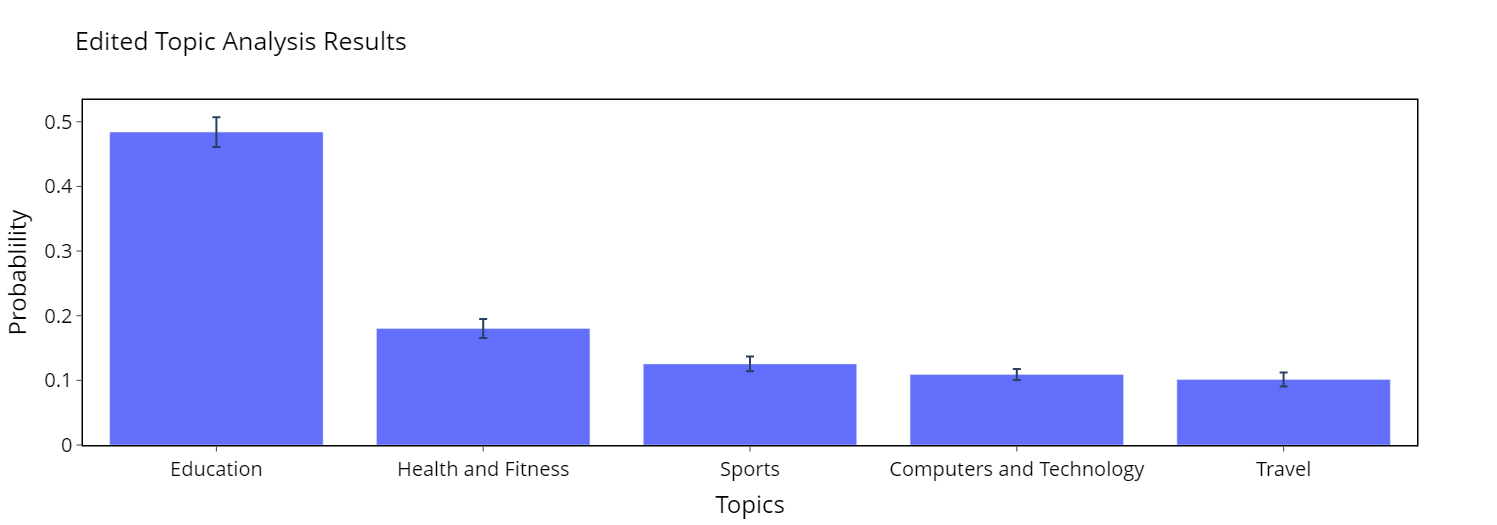 Edited Topic Analysis Results
0.5
0.4
0.3
0.2
0.1
0
Probablility
Education
Health and Fitness
Sports
Computers and Technology
Travel
Topics